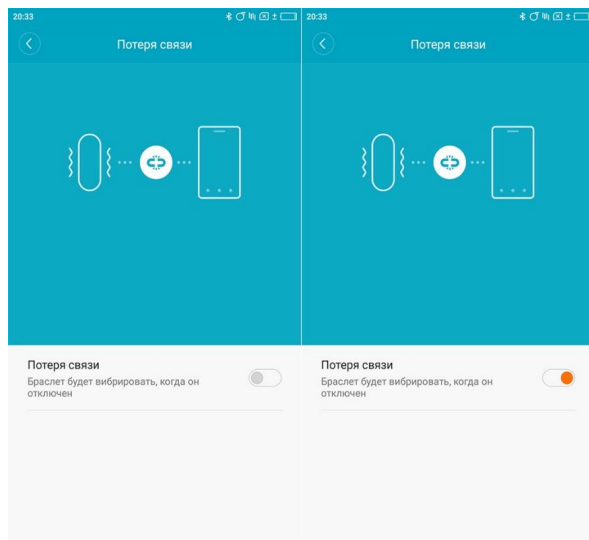 20:33
Потеря связи
Потеря связи
Браслет будет вибрировать, когда он
отключен
20:33
Потеря связи
Потеря связи
Браслет будет вибрировать, когда он
отключен